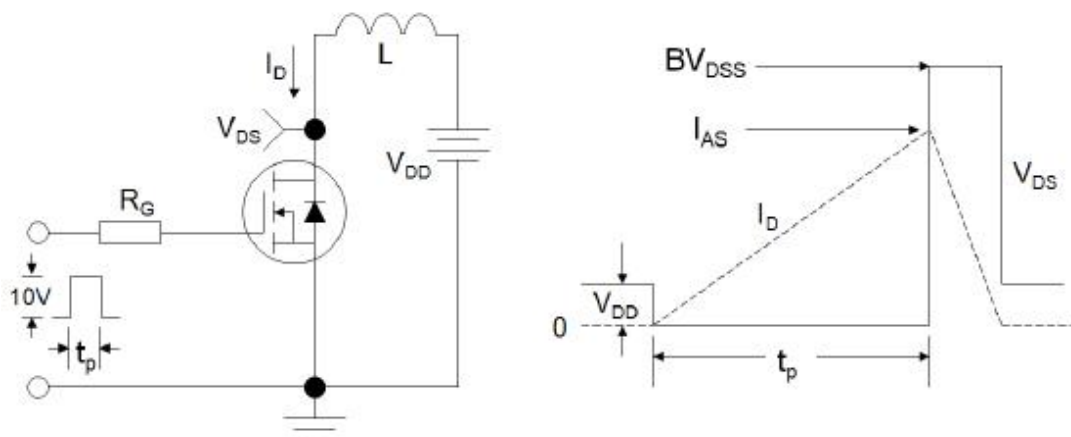 L
I_D
V_DS
V_DD
R_G
10V
t_p
BV_DSS
I_AS
V_DS
I_D
V_DD
0
t_p